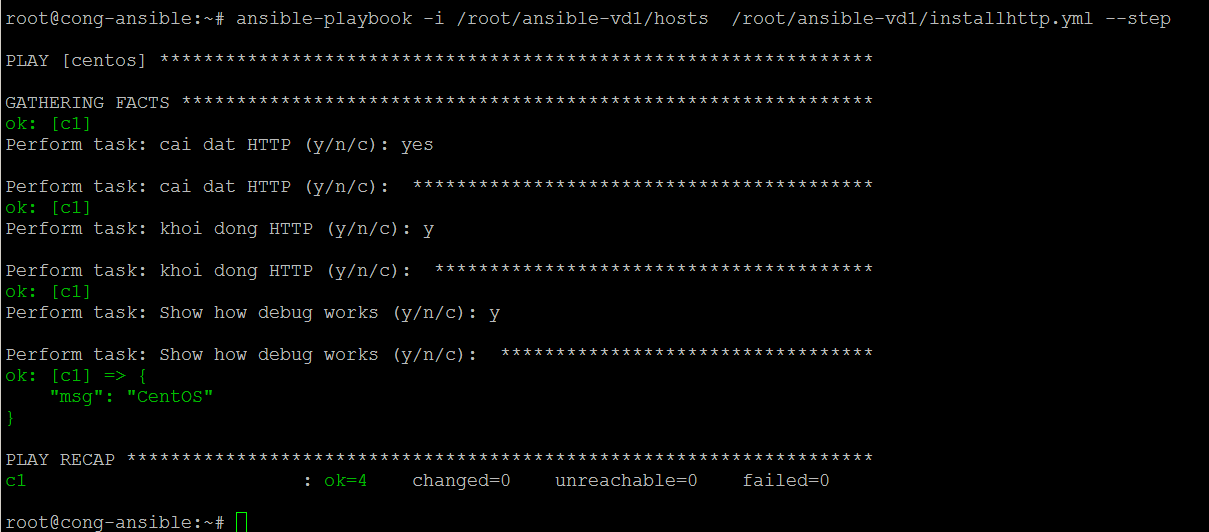 root@cong-ansible:~# ansible-playbook -i /root/ansible-vd1/hosts  /root/ansible-vd1/installhttp.yml --step
PLAY [centos] *****************************************************************
GATHERING FACTS ***************************************************************
ok: [c1]
Perform task: cai dat HTTP (y/n/c): yes
Perform task: cai dat HTTP (y/n/c):  ******************************************
ok: [c1]
Perform task: khoi dong HTTP (y/n/c): y
Perform task: khoi dong HTTP (y/n/c):  ****************************************
ok: [c1]
Perform task: Show how debug works (y/n/c): y
Perform task: Show how debug works (y/n/c):  **********************************
ok: [c1] => {
    "msg": "CentOS"
}
PLAY RECAP ********************************************************************
c1                         : ok=4    changed=0    unreachable=0    failed=0
root@cong-ansible:~#